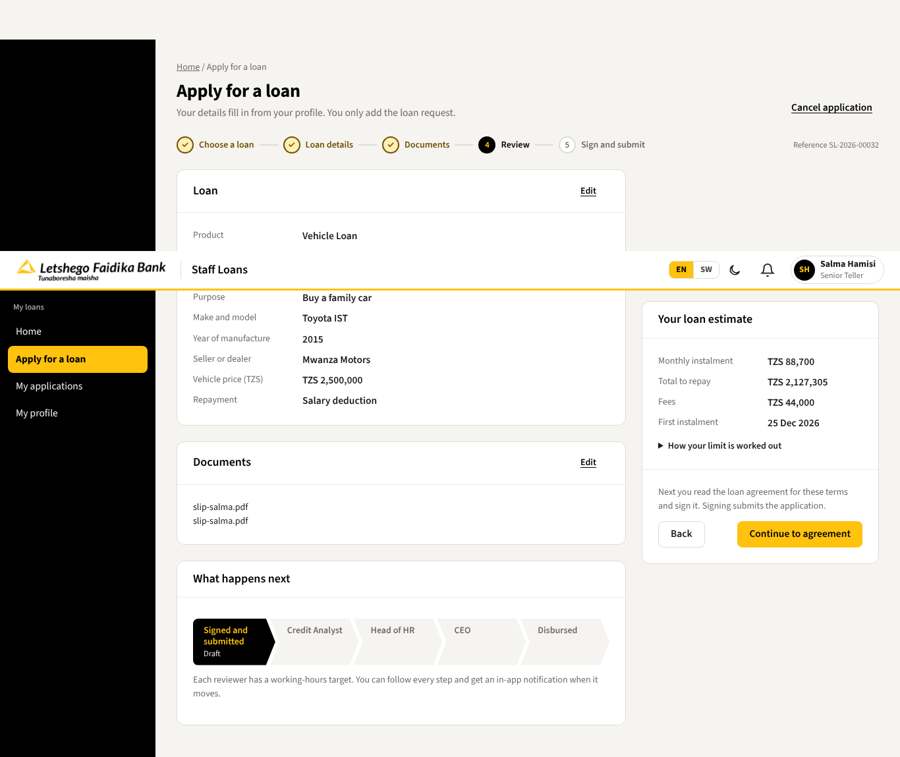 Home / Apply for a loan
Apply for a loan
Your details fill in from your profile. You only add the loan request.
Cancel application
Choose a loan
Loan details
Documents
4 Review
5 Sign and submit
Reference SL-2026-00032
Loan
Edit
Product Vehicle Loan
Letshego Faidika Bank
Tunaboresha maisha
Staff Loans
EN SW
SH
Salma Hamisi
Senior Teller
My loans
Home
Apply for a loan
My applications
My profile
Purpose Buy a family car
Make and model Toyota IST
Year of manufacture 2015
Seller or dealer Mwanza Motors
Vehicle price (TZS) TZS 2,500,000
Repayment Salary deduction
Documents
Edit
slip-salma.pdf
slip-salma.pdf
What happens next
Signed and
submitted
Draft
Credit Analyst
Head of HR
CEO
Disbursed
Each reviewer has a working-hours target. You can follow every step and get an in-app notification when it
moves.
Your loan estimate
Monthly instalment TZS 88,700
Total to repay TZS 2,127,305
Fees TZS 44,000
First instalment 25 Dec 2026
How your limit is worked out
Next you read the loan agreement for these terms
and sign it. Signing submits the application.
Back
Continue to agreement